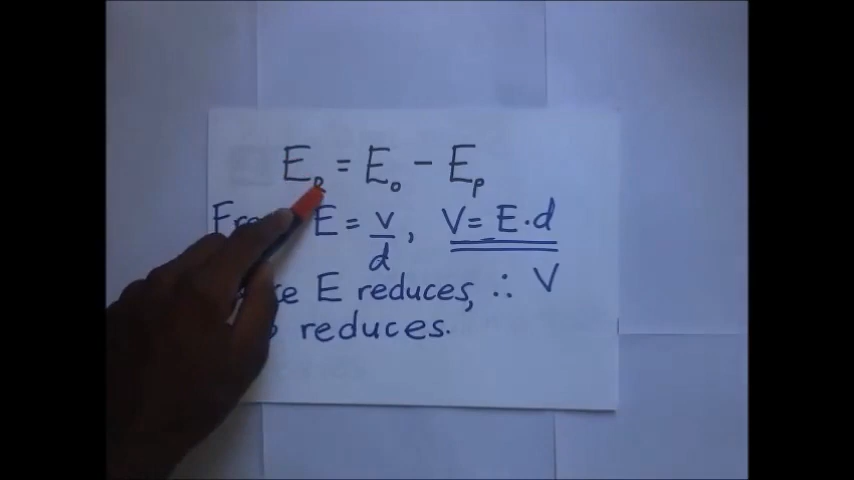 E = E₀ - Eₚ
E = v/d, V = E·d
E reduces, ∴ V
reduces.